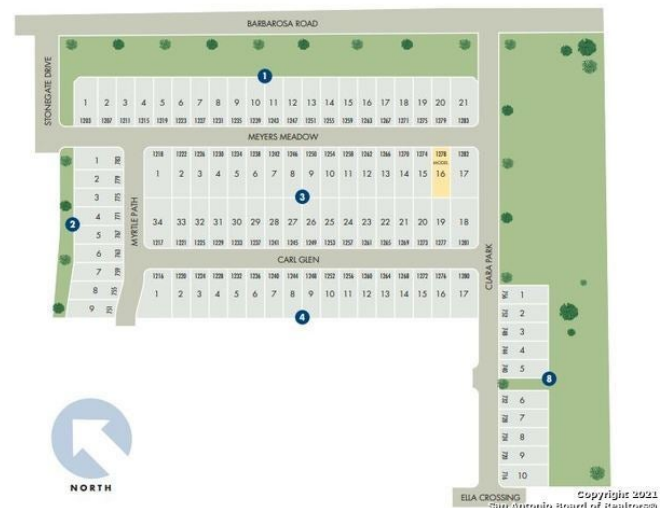 BARBAROSA ROAD
STONEGATE DRIVE
1
1 2 3 4 5 6 7 8 9 10 11 12 13 14 15 16 17 18 19 20 21
1203 1207 1211 1215 1219 1223 1227 1231 1235 1239 1243 1247 1251 1255 1259 1263 1267 1271 1275 1279 1283
MEYERS MEADOW
1218 1222 1226 1230 1234 1238 1242 1246 1250 1254 1258 1262 1266 1270 1274 1278 1282
MODEL
1 2 3 4 5 6 7 8 9 10 11 12 13 14 15 16 17
3
34 33 32 31 30 29 28 27 26 25 24 23 22 21 20 19 18
1217 1221 1225 1229 1233 1237 1241 1245 1249 1253 1257 1261 1265 1269 1273 1277 1281
MYRTLE PATH
2
1
2
3
4
5
6
7
8
9
CARL GLEN
1216 1220 1224 1228 1232 1236 1240 1244 1248 1252 1256 1260 1264 1268 1272 1276 1280
1 2 3 4 5 6 7 8 9 10 11 12 13 14 15 16 17
4
CLARA PARK
1
2
3
4
5
8
6
7
8
9
10
ELLA CROSSING
NORTH
Copyright 2021
San Antonio Board of Realtors®